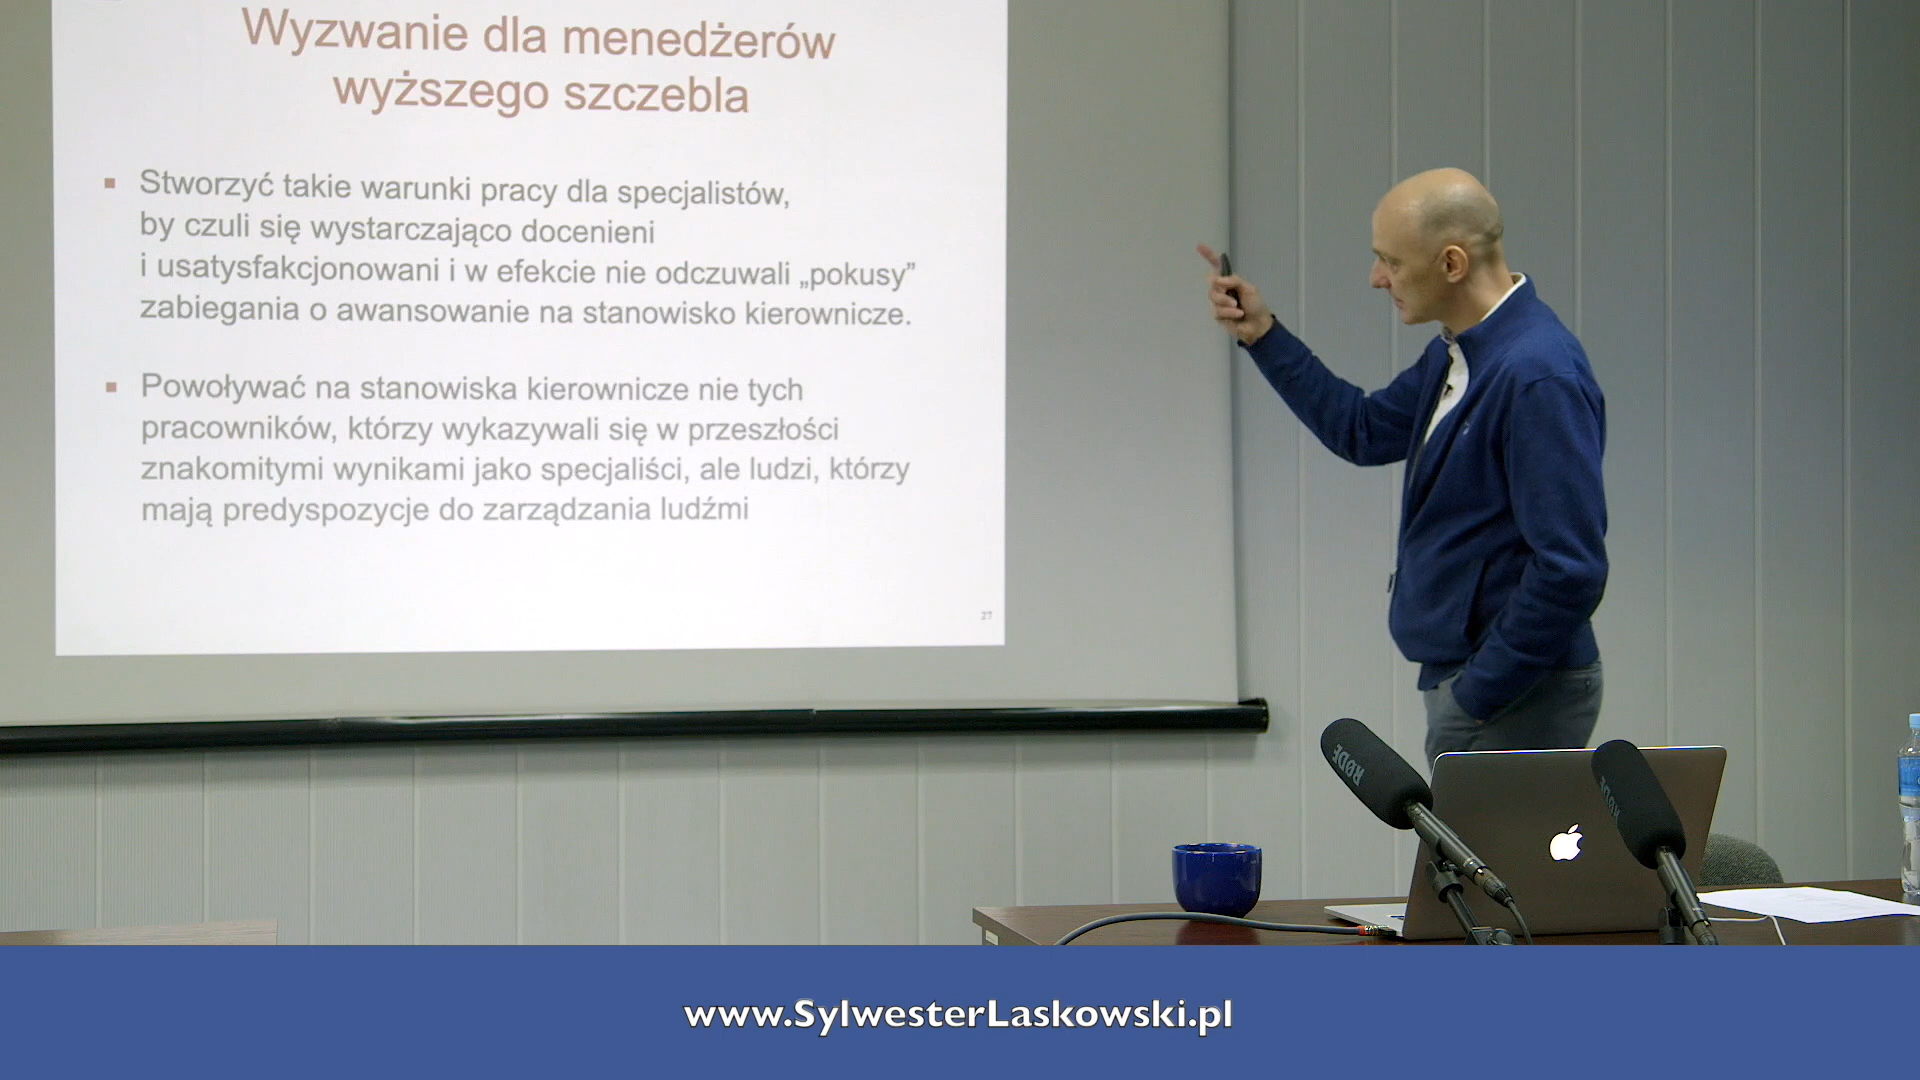 Wyzwanie dla menedżerów
wyższego szczebla
Stworzyć takie warunki pracy dla specjalistów,
by czuli się wystarczająco docenieni
i usatysfakcjonowani i w efekcie nie odczuwali „pokusy”
zabiegania o awansowanie na stanowisko kierownicze.
Powoływać na stanowiska kierownicze nie tych
pracowników, którzy wykazywali się w przeszłości
znakomitymi wynikami jako specjaliści, ale ludzi, którzy
mają predyspozycje do zarządzania ludźmi
27
RØDE
RØDE
www.SylwesterLaskowski.pl